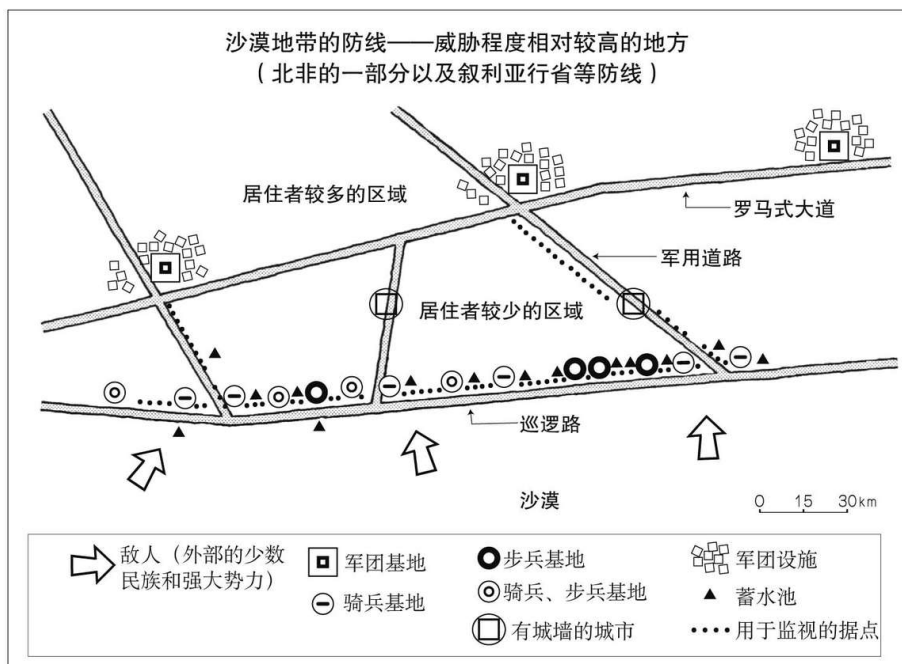 沙漠地带的防线——威胁程度相对较高的地方
（北非的一部分以及叙利亚行省等防线）
居住者较多的区域
罗马式大道
军用道路
居住者较少的区域
巡逻路
沙漠
0 15 30km
敌人（外部的少数
民族和强大势力）
军团基地
骑兵基地
步兵基地
骑兵、步兵基地
有城墙的城市
军团设施
蓄水池
用于监视的据点